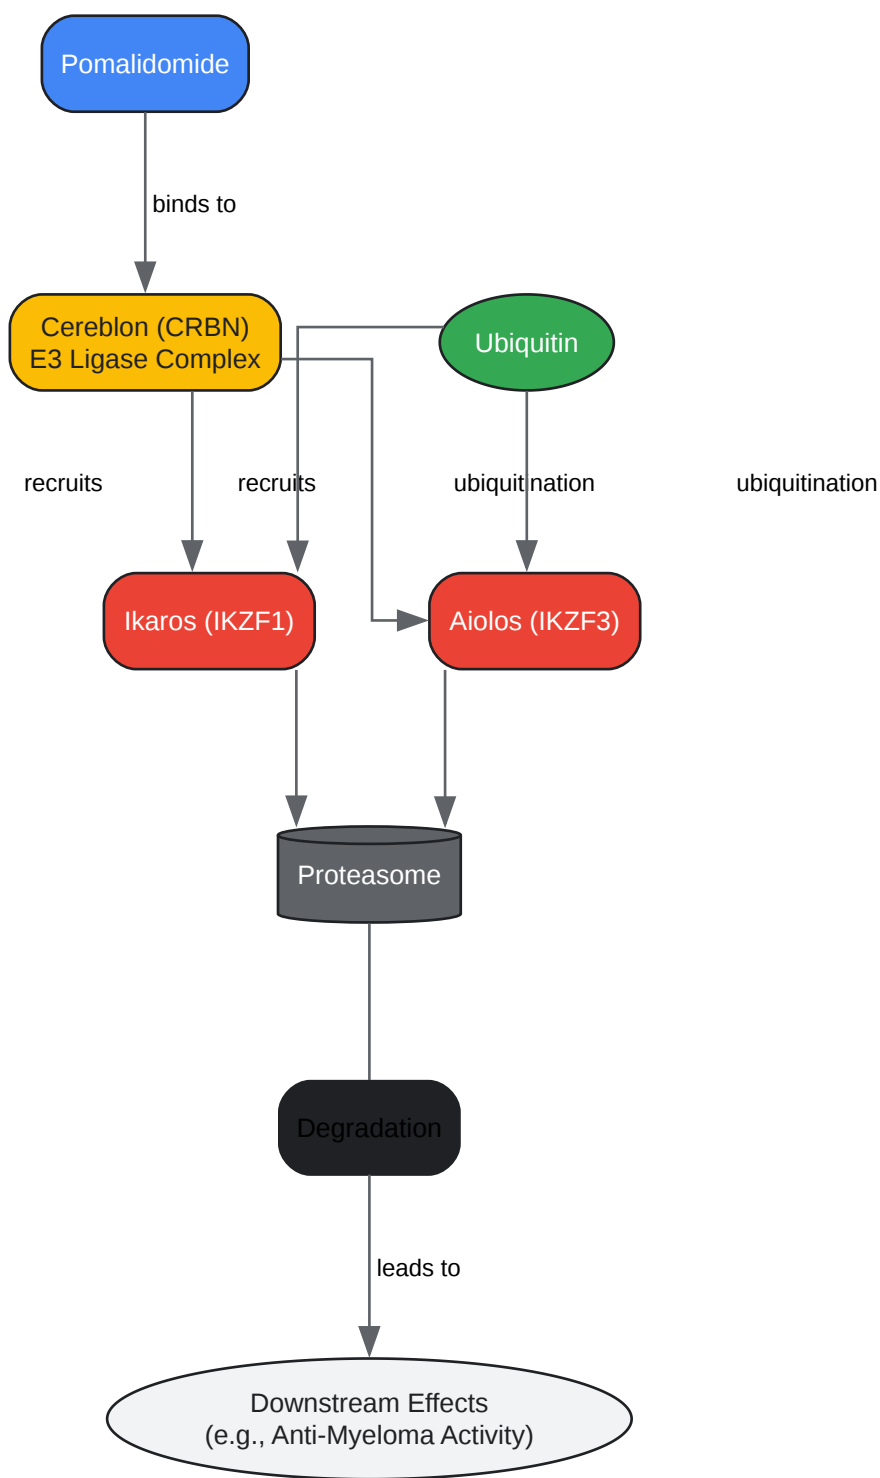 Pomalidomide
binds to
Cereblon (CRBN)
E3 Ligase Complex
Ubiquitin
recruits
recruits
ubiquitination
ubiquitination
Ikaros (IKZF1)
Aiolos (IKZF3)
Proteasome
Degradation
leads to
Downstream Effects
(e.g., Anti-Myeloma Activity)